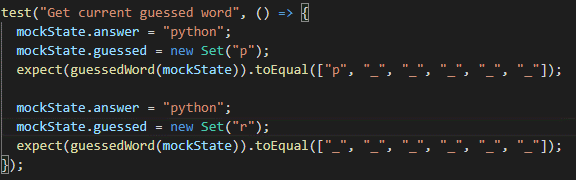 test("Get current guessed word", () => {
  mockState.answer = "python";
  mockState.guessed = new Set("p");
  expect(guessedWord(mockState)).toEqual(["p", "_", "_", "_", "_", "_"]);

  mockState.answer = "python";
  mockState.guessed = new Set("r");
  expect(guessedWord(mockState)).toEqual(["_", "_", "_", "_", "_", "_"]);
});